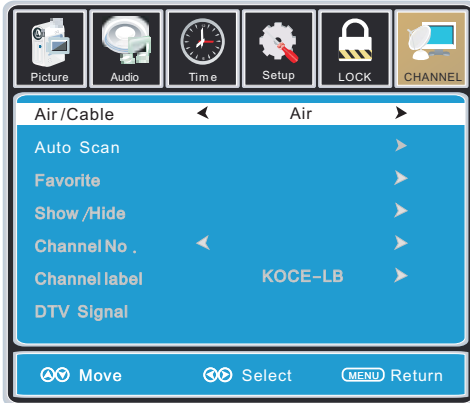 Picture Audio Time Setup LOCK CHANNEL
Air/Cable Air
Auto Scan
Favorite
Show /Hide
Channel No .
Channel label KOCE-LB
DTV Signal
Move Select MENU Return